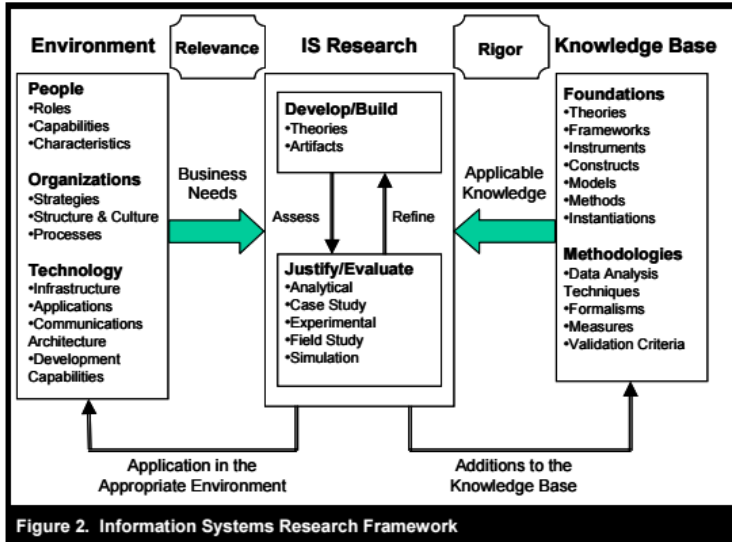 Environment
Relevance
IS Research
Rigor
Knowledge Base
People
•Roles
•Capabilities
•Characteristics
Organizations
•Strategies
•Structure & Culture
•Processes
Technology
•Infrastructure
•Applications
•Communications
Architecture
•Development
Capabilities
Business
Needs
Develop/Build
•Theories
•Artifacts
Assess
Refine
Justify/Evaluate
•Analytical
•Case Study
•Experimental
•Field Study
•Simulation
Applicable
Knowledge
Foundations
•Theories
•Frameworks
•Instruments
•Constructs
•Models
•Methods
•Instantiations
Methodologies
•Data Analysis
Techniques
•Formalisms
•Measures
•Validation Criteria
Application in the
Appropriate Environment
Additions to the
Knowledge Base
Figure 2. Information Systems Research Framework